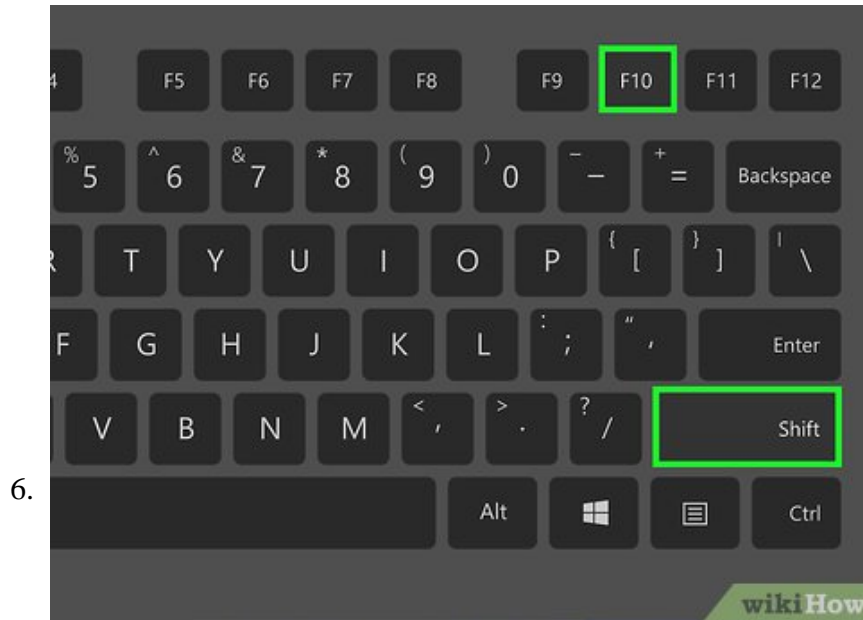 4 F5 F6 F7 F8 F9 F10 F11 F12
% 5 ^ 6 & 7 * 8 ( 9 ) 0 _ - + = Backspace
R T Y U I O P { [ } ] | \
F G H J K L : ; " ' Enter
V B N M < , > . ? / Shift
6. Alt Ctrl
wikiHow